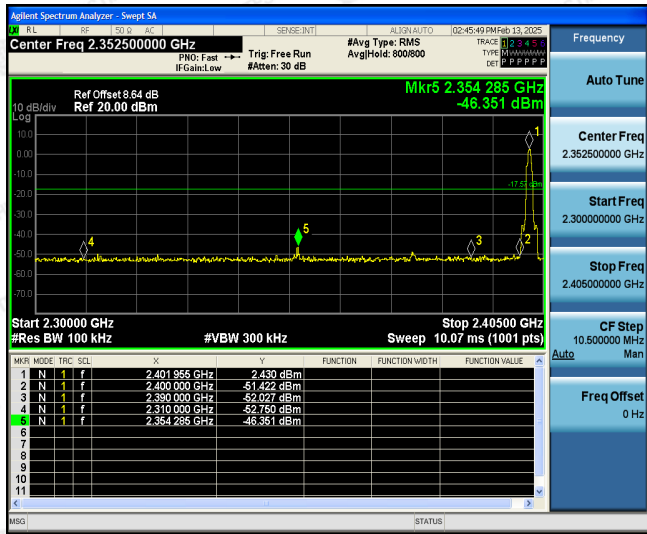 Agilent Spectrum Analyzer - Swept SA
RL RF 50 Ω AC SENSE:INT ALIGN AUTO 02:45:49 PM Feb 13, 2025
Center Freq 2.352500000 GHz #Avg Type: RMS TRACE 1 2 3 4 5 6
PNO: Fast Trig: Free Run Avg|Hold: 800/800 TYPE M
IFGain:Low #Atten: 30 dB DET P P P P P P
Mkr5 2.354 285 GHz
-46.351 dBm
Ref Offset 8.64 dB
10 dB/div Ref 20.00 dBm
Log
10.0
0.00
-10.0
-20.0
-30.0
-40.0
-50.0
-60.0
-70.0
-17.57 dBm
1
2
3
4
5
Start 2.30000 GHz Stop 2.40500 GHz
#Res BW 100 kHz #VBW 300 kHz Sweep 10.07 ms (1001 pts)
MKR MODE TRC SCL X Y FUNCTION FUNCTION WIDTH FUNCTION VALUE
1 N 1 f 2.401 955 GHz 2.430 dBm
2 N 1 f 2.400 000 GHz -51.422 dBm
3 N 1 f 2.390 000 GHz -52.027 dBm
4 N 1 f 2.310 000 GHz -52.750 dBm
5 N 1 f 2.354 285 GHz -46.351 dBm
6
7
8
9
10
11
MSG STATUS
Frequency
Auto Tune
Center Freq
2.352500000 GHz
Start Freq
2.300000000 GHz
Stop Freq
2.405000000 GHz
CF Step
10.500000 MHz
Auto Man
Freq Offset
0 Hz